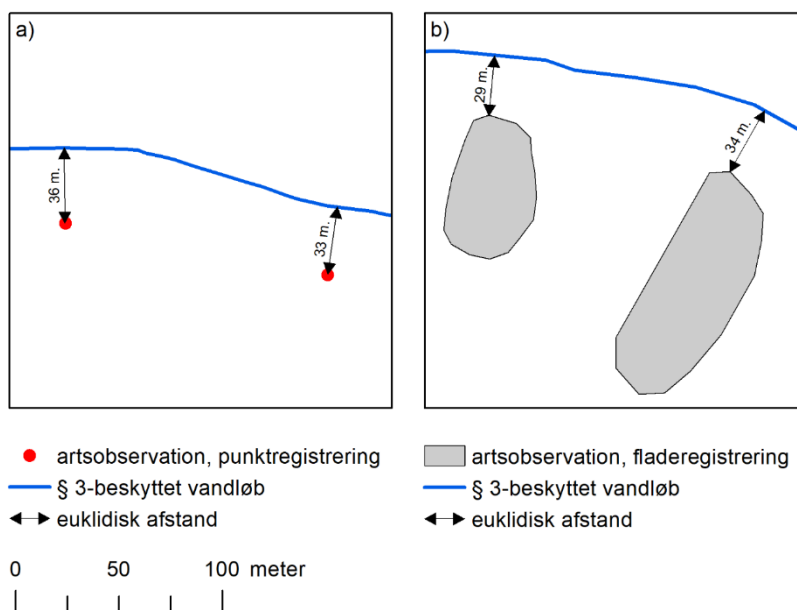 a)
36 m.
33 m.
b)
29 m.
34 m.
artsobservation, punktregistrering
§ 3-beskyttet vandløb
euklidisk afstand
artsobservation, fladeregistrering
§ 3-beskyttet vandløb
euklidisk afstand
0 50 100 meter